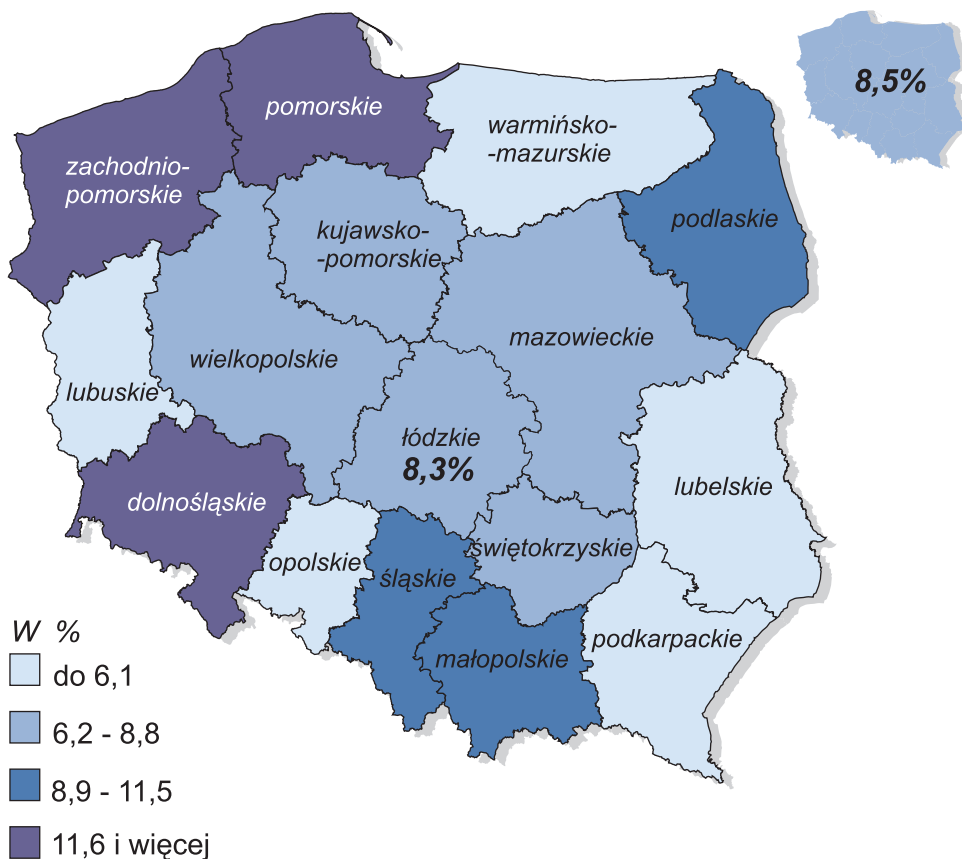 8,5%
pomorskie
warmińsko-
-mazurskie
zachodnio-
pomorskie
podlaskie
kujawsko-
-pomorskie
mazowieckie
wielkopolskie
lubuskie
łódzkie
8,3%
lubelskie
dolnośląskie
świętokrzyskie
opolskie
śląskie
podkarpackie
małopolskie
W %
do 6,1
6,2 - 8,8
8,9 - 11,5
11,6 i więcej